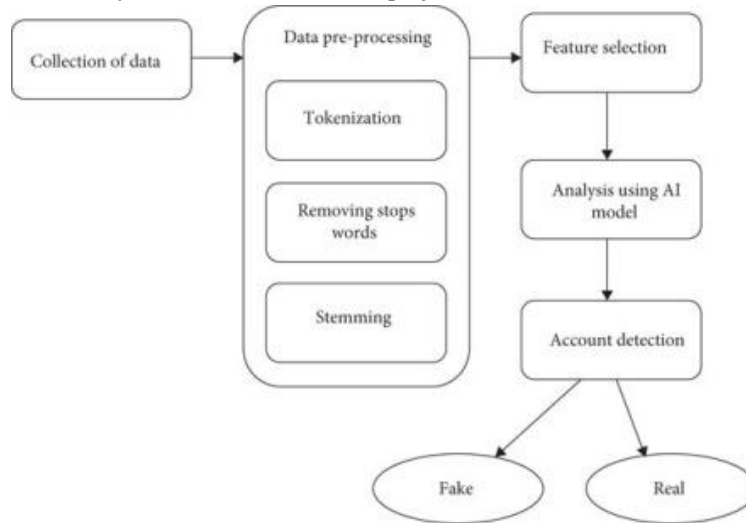 Collection of data
Data pre-processing
Tokenization
Removing stops
words
Stemming
Feature selection
Analysis using AI
model
Account detection
Fake
Real